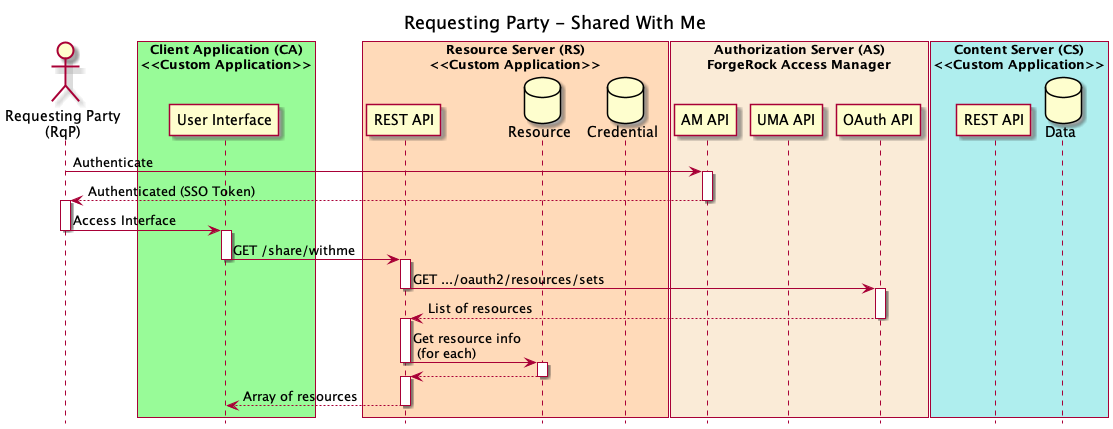 Requesting Party – Shared With Me
Client Application (CA)
<<Custom Application>>
Resource Server (RS)
<<Custom Application>>
Authorization Server (AS)
ForgeRock Access Manager
Content Server (CS)
<<Custom Application>>
Requesting Party
(RqP)
User Interface
REST API
Resource
Credential
AM API
UMA API
OAuth API
REST API
Data
Authenticate
Authenticated (SSO Token)
Access Interface
GET /share/withme
GET .../oauth2/resources/sets
List of resources
Get resource info
(for each)
Array of resources